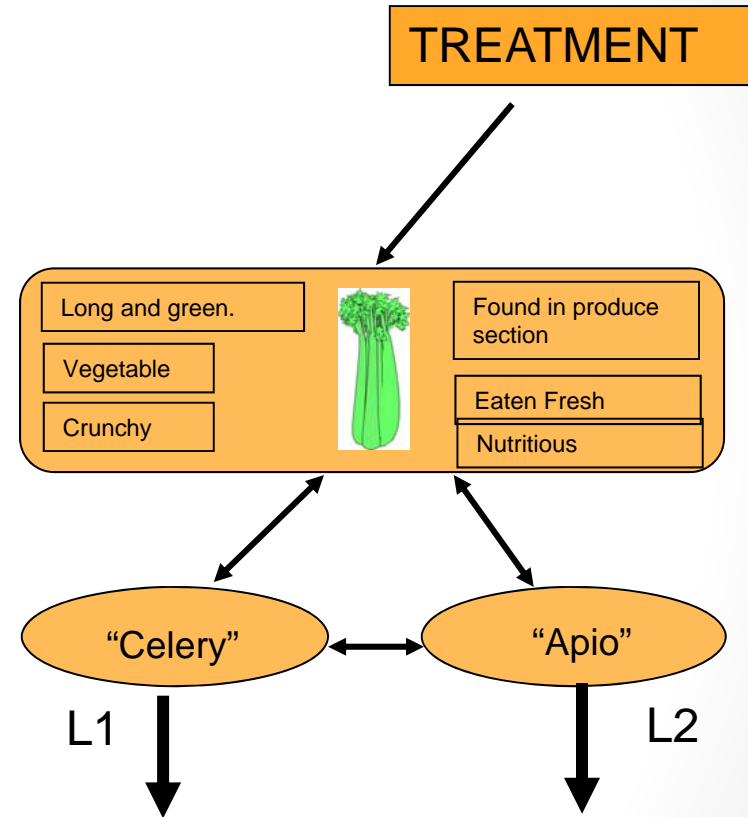 TREATMENT
Long and green.
Vegetable
Crunchy
Found in produce
section
Eaten Fresh
Nutritious
“Celery”
“Apio”
L1
L2